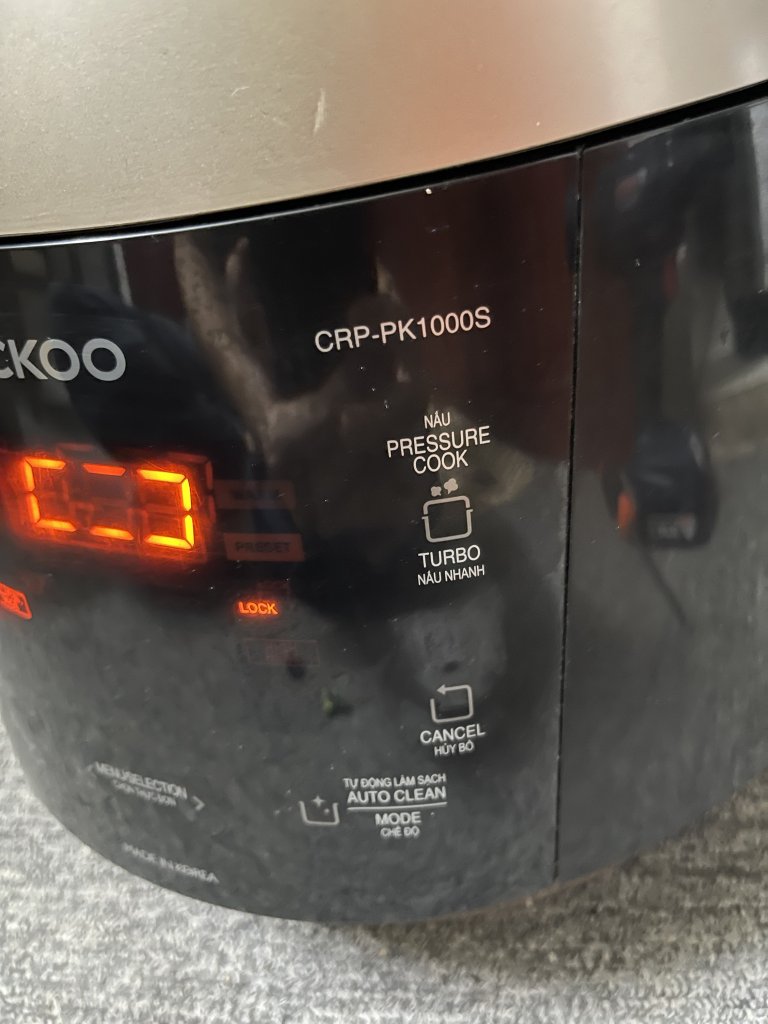 CKOO
CRP-PK1000S
NẤU
PRESSURE
COOK
PRESET
TURBO
NẤU NHANH
LOCK
CANCEL
HỦY BỎ
MENU/SELECTION
TỰ ĐỘNG LÀM SẠCH
AUTO CLEAN
MODE
CHẾ ĐỘ
MADE IN KOREA